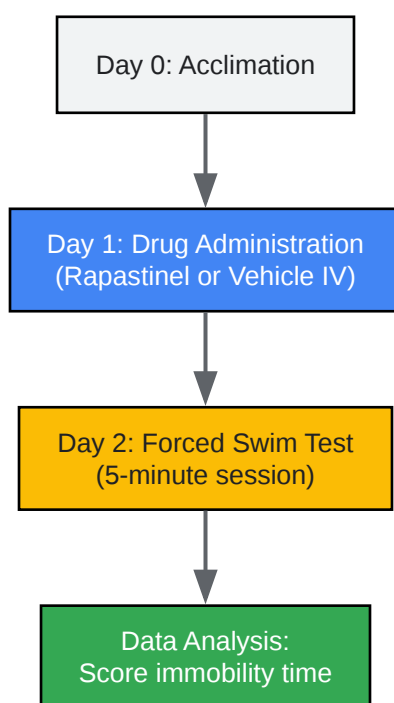 Day 0: Acclimation
Day 1: Drug Administration
(Rapastinel or Vehicle IV)
Day 2: Forced Swim Test
(5-minute session)
Data Analysis:
Score immobility time